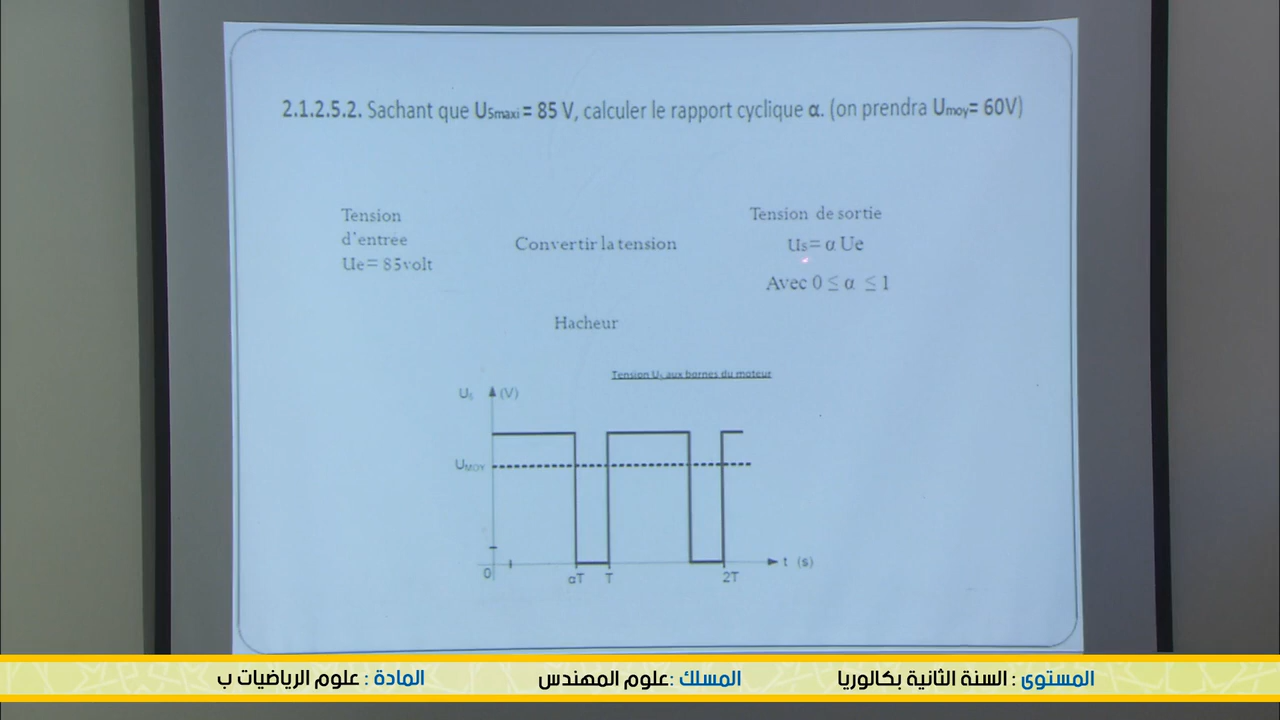 2.1.2.5.2. Sachant que USmaxi = 85 V, calculer le rapport cyclique α. (on prendra Umoy= 60V)
Tension
d'entrée
Ue= 85volt
Convertir la tension
Tension de sortie
Us= α Ue
Avec 0 ≤ α ≤ 1
Hacheur
Tension US aux bornes du moteur
Us (V)
UMOY
0 αT T 2T t (s)
المستوى : السنة الثانية بكالوريا
المسلك :علوم المهندس
المادة : علوم الرياضيات ب